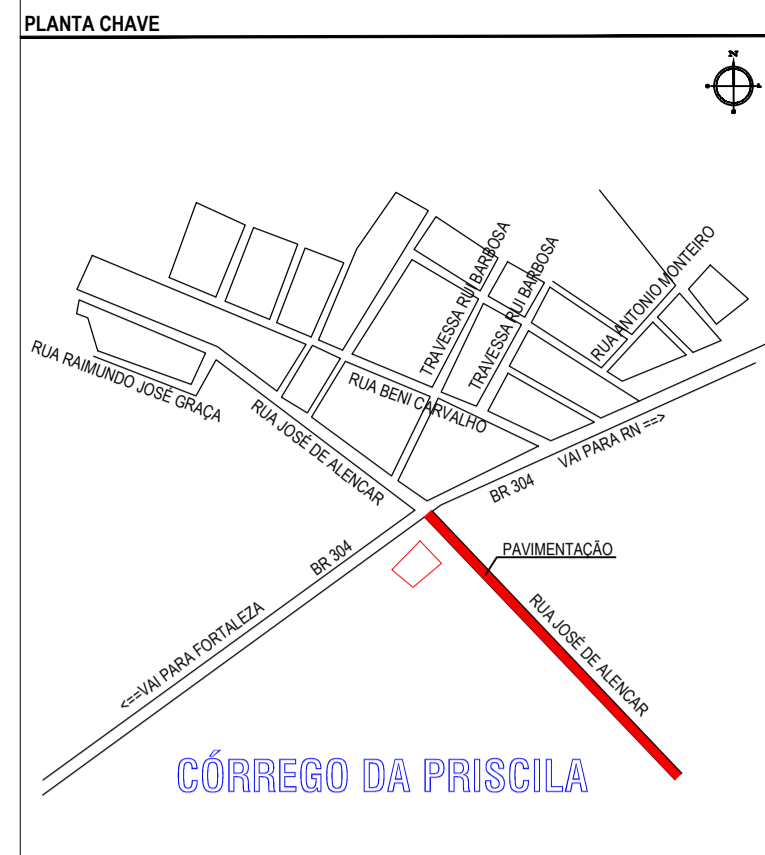 PLANTA CHAVE
N
TRAVESSA RUI BARBOSA
TRAVESSA RUI BARBOSA
RUA ANTONIO MONTEIRO
RUA RAIMUNDO JOSÉ GRAÇA
RUA BENI CARVALHO
RUA JOSÉ DE ALENCAR
VAI PARA RN ==>
BR 304
BR 304
PAVIMENTAÇÃO
RUA JOSÉ DE ALENCAR
<==VAI PARA FORTALEZA
CÓRREGO DA PRISCILA